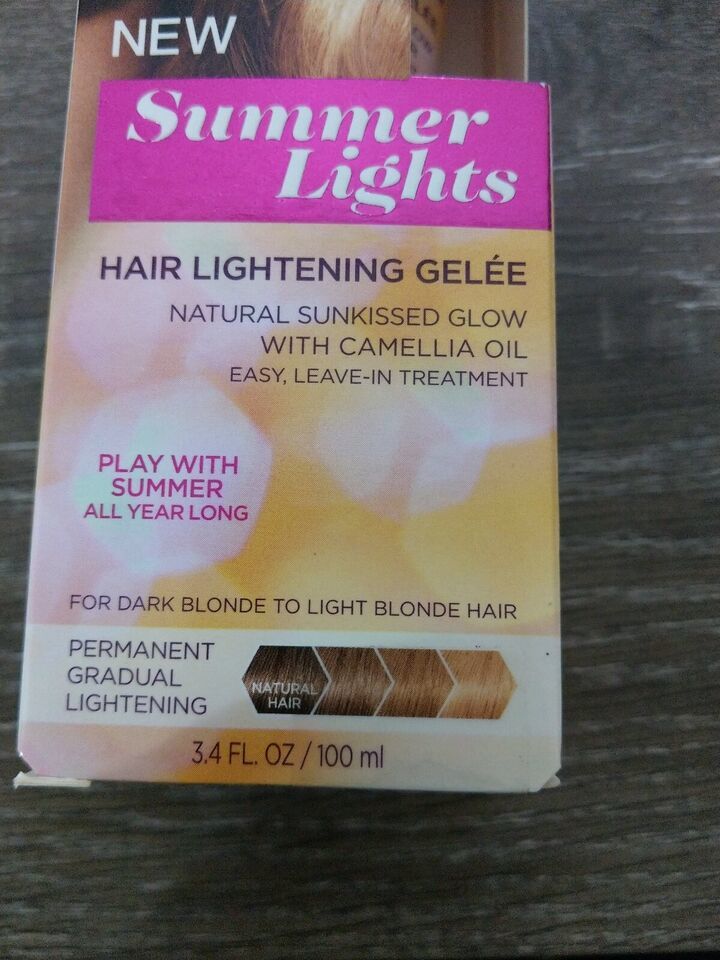 NEW
Summer
Lights
HAIR LIGHTENING GELÉE
NATURAL SUNKISSED GLOW
WITH CAMELLIA OIL
EASY, LEAVE-IN TREATMENT
PLAY WITH
SUMMER
ALL YEAR LONG
FOR DARK BLONDE TO LIGHT BLONDE HAIR
PERMANENT
GRADUAL
LIGHTENING
NATURAL
HAIR
3.4 FL. OZ / 100 ml